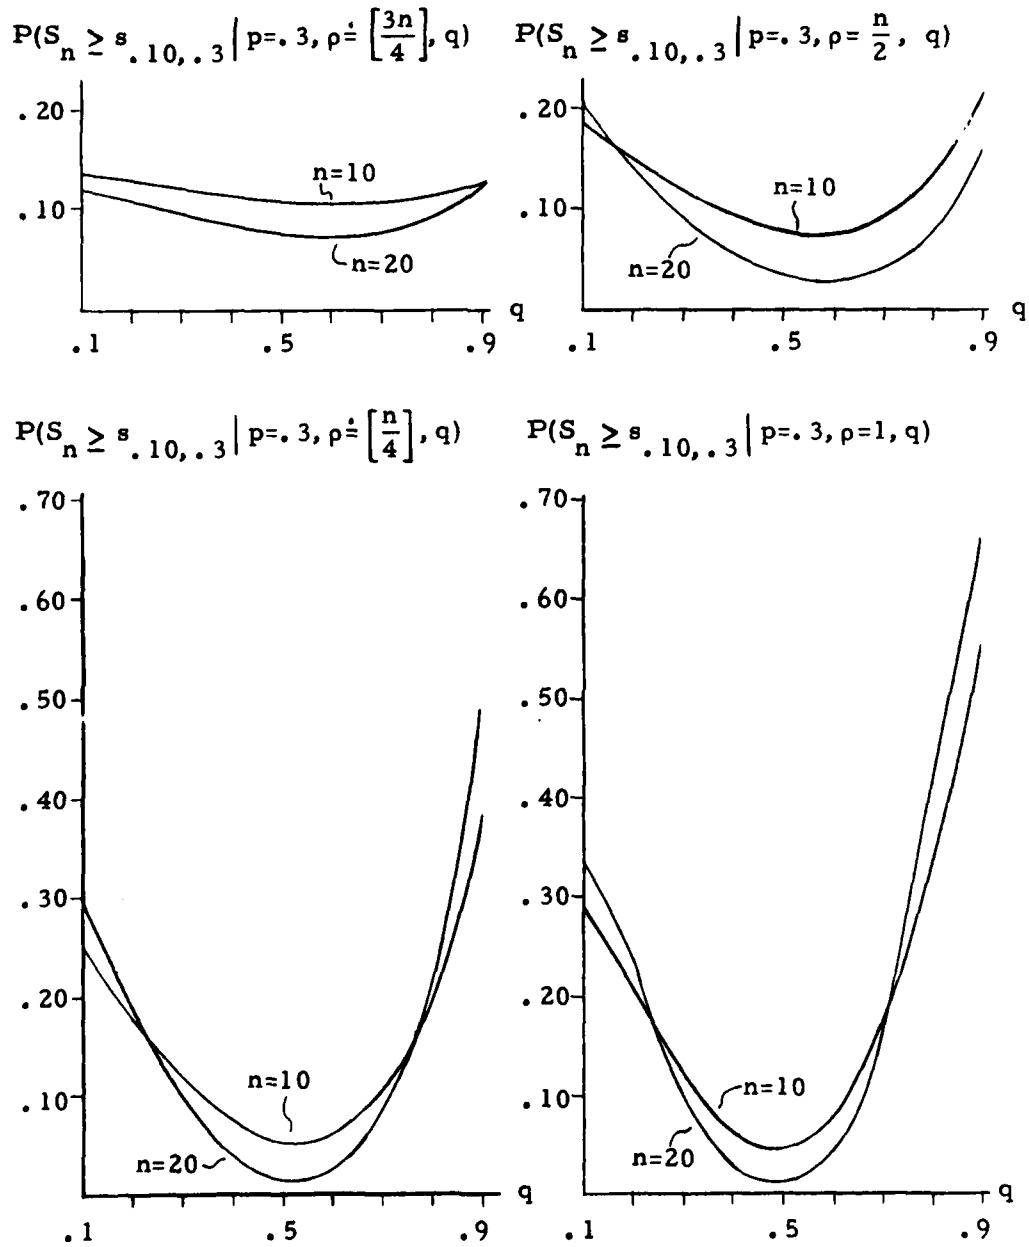 P(S_n ≥ s_.10,.3 | p=.3, ρ≐[3n/4], q)
.20
.10
n=10
n=20
q
.1 .5 .9
P(S_n ≥ s_.10,.3 | p=.3, ρ=n/2, q)
.20
.10
n=10
n=20
q
.1 .5 .9
P(S_n ≥ s_.10,.3 | p=.3, ρ≐[n/4], q)
.70
.60
.50
.40
.30
.20
.10
n=10
n=20
q
.1 .5 .9
P(S_n ≥ s_.10,.3 | p=.3, ρ=1, q)
.70
.60
.50
.40
.30
.20
.10
n=10
n=20
q
.1 .5 .9